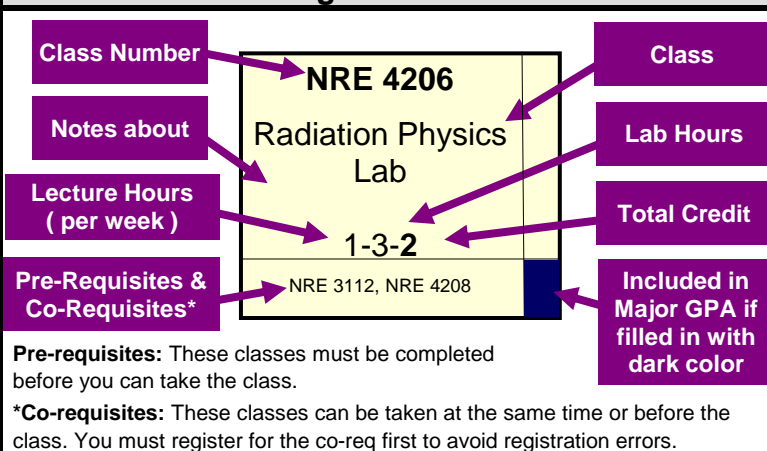 Class Number
NRE 4206
Class
Notes about
Radiation Physics
Lab
Lab Hours
Lecture Hours
( per week )
1-3-2
Total Credit
Pre-Requisites &
Co-Requisites*
NRE 3112, NRE 4208
Included in
Major GPA if
filled in with
dark color
Pre-requisites: These classes must be completed
before you can take the class.
*Co-requisites: These classes can be taken at the same time or before the
class. You must register for the co-req first to avoid registration errors.